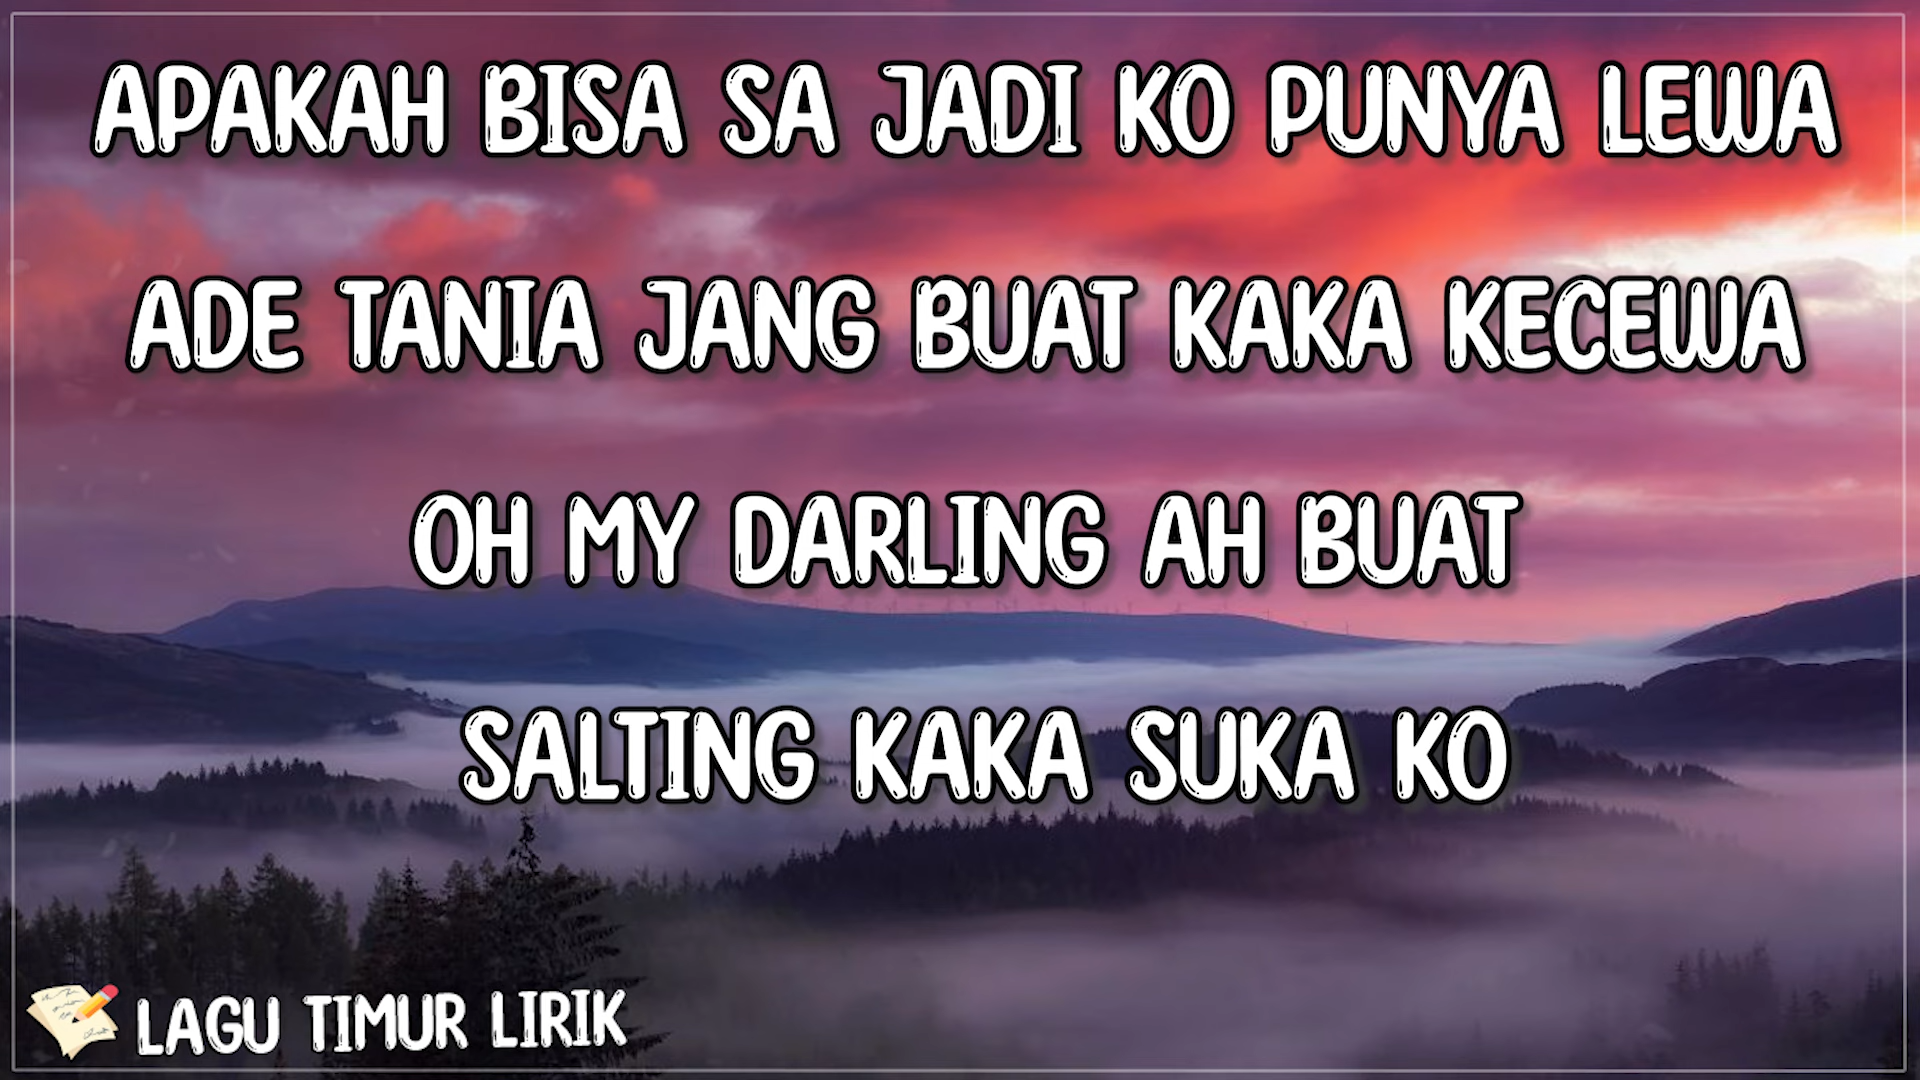 APAKAH BISA SA JADI KO PUNYA LEWA
ADE TANIA JANG BUAT KAKA KECEWA
OH MY DARLING AH BUAT
SALTING KAKA SUKA KO
LAGU TIMUR LIRIK